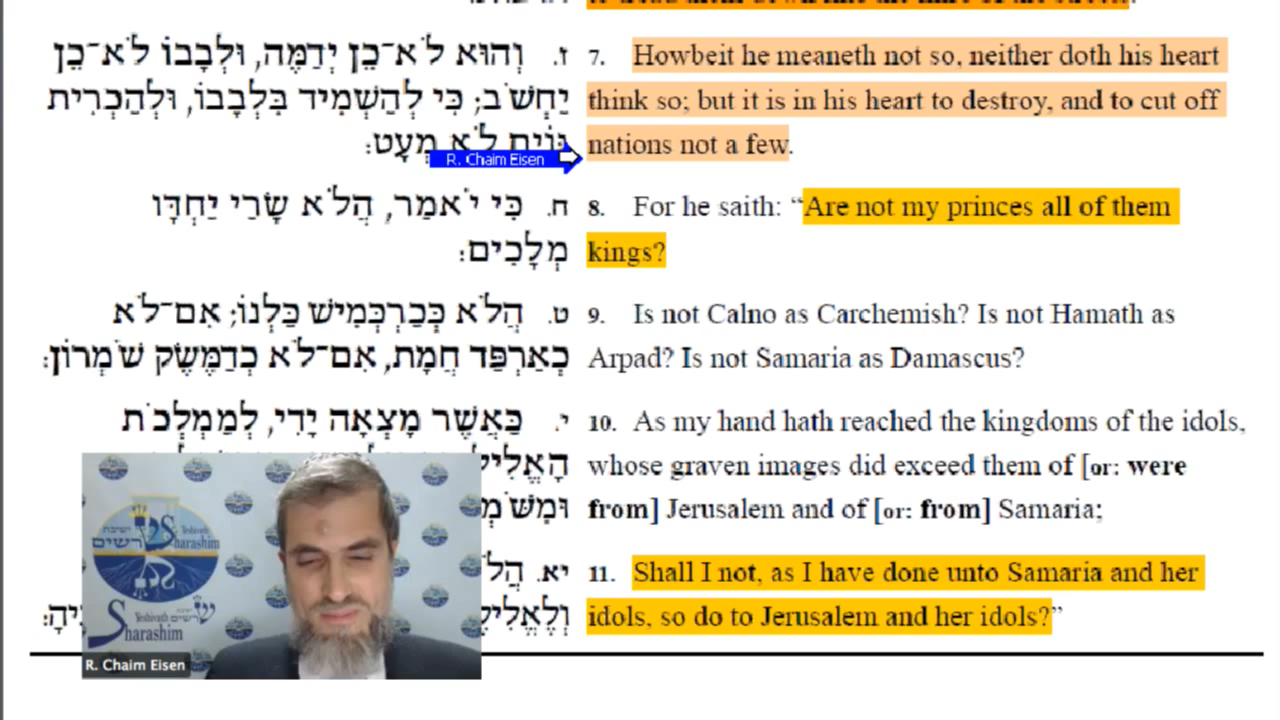 ז. וְהוּא לֹא־כֵן יְדַמֶּה, וּלְבָבוֹ לֹא־כֵן
יַחְשֹׁב; כִּי לְהַשְׁמִיד בִּלְבָבוֹ, וּלְהַכְרִית
גּוֹיִם לֹא מְעָט:
7. Howbeit he meaneth not so, neither doth his heart
think so; but it is in his heart to destroy, and to cut off
nations not a few.
R. Chaim Eisen
ח. כִּי יֹאמַר, הֲלֹא שָׂרַי יַחְדָּו
מְלָכִים:
8. For he saith: “Are not my princes all of them
kings?
ט. הֲלֹא כְּכַרְכְּמִישׁ כַּלְנוֹ; אִם־לֹא
כְאַרְפַּד חֲמָת, אִם־לֹא כְדַמֶּשֶׂק שֹׁמְרוֹן:
9. Is not Calno as Carchemish? Is not Hamath as
Arpad? Is not Samaria as Damascus?
י. כַּאֲשֶׁר מָצְאָה יָדִי, לְמַמְלְכֹת
10. As my hand hath reached the kingdoms of the idols,
whose graven images did exceed them of [or: were
from] Jerusalem and of [or: from] Samaria;
יא.
11. Shall I not, as I have done unto Samaria and her
idols, so do to Jerusalem and her idols?”
ישיבת
שרשים
Yeshivath
Sharashim
Yeshivath ישיבת שרשים
Sharashim
R. Chaim Eisen